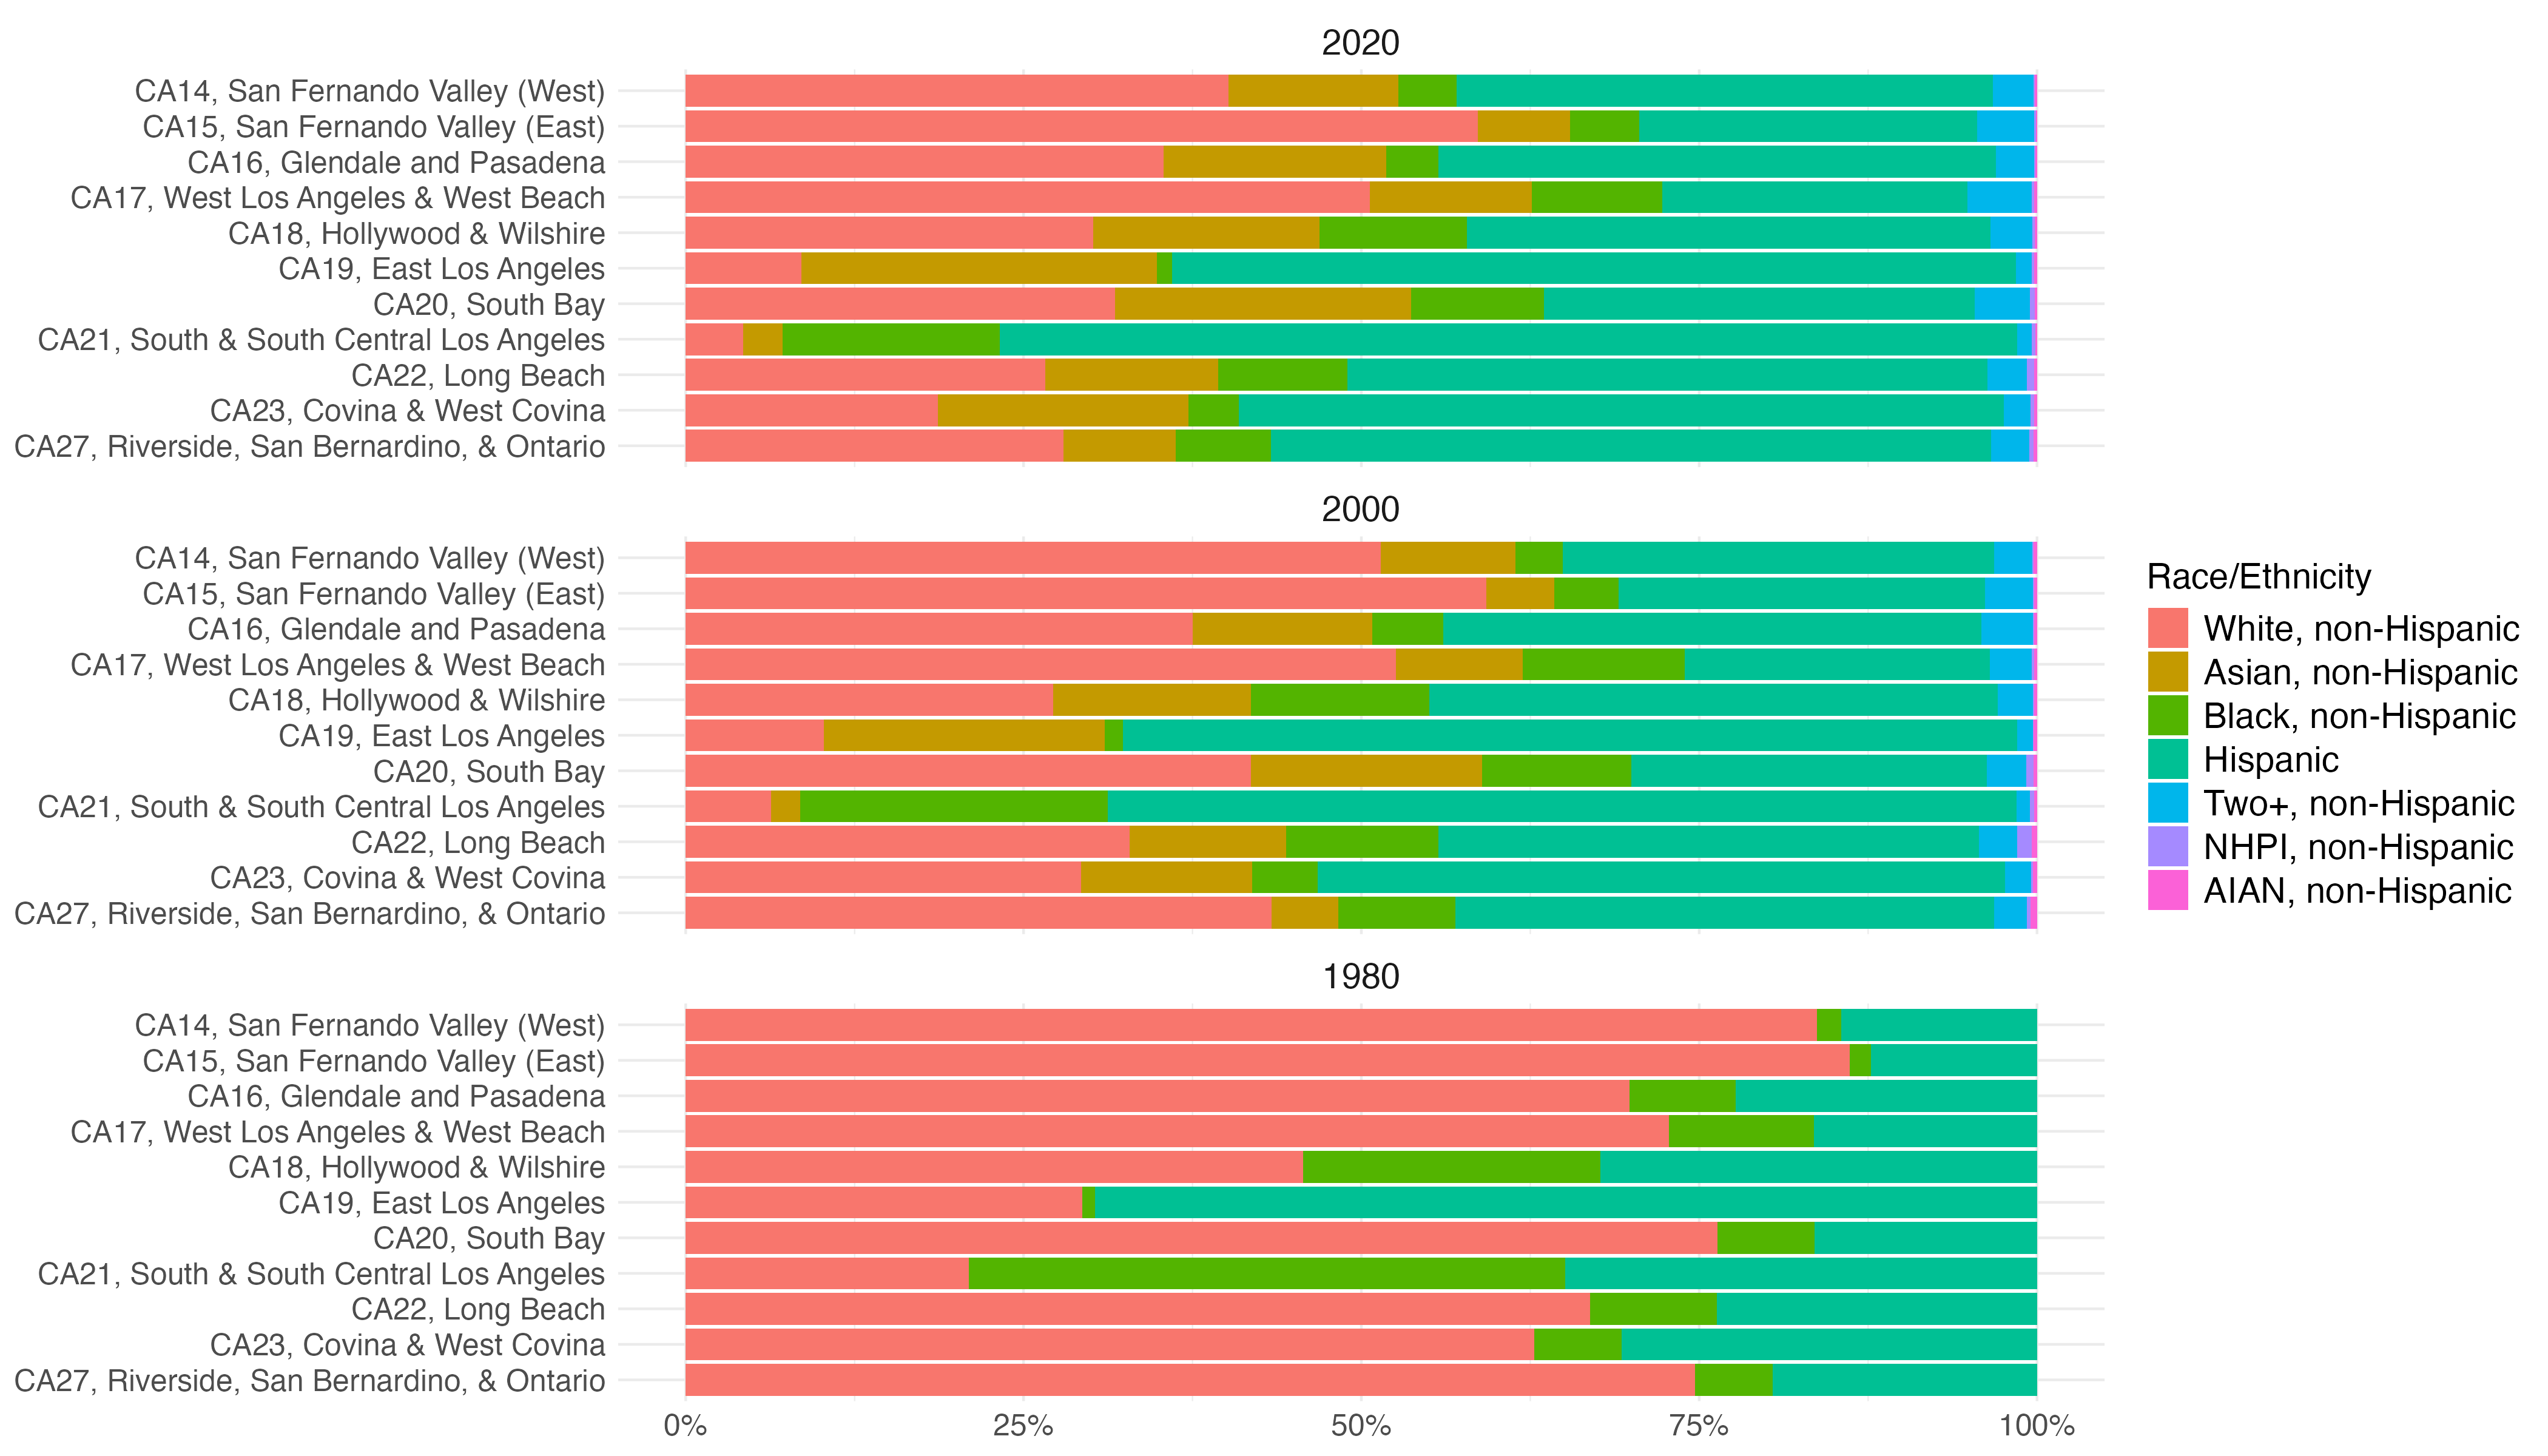 2020
CA14, San Fernando Valley (West)
CA15, San Fernando Valley (East)
CA16, Glendale and Pasadena
CA17, West Los Angeles & West Beach
CA18, Hollywood & Wilshire
CA19, East Los Angeles
CA20, South Bay
CA21, South & South Central Los Angeles
CA22, Long Beach
CA23, Covina & West Covina
CA27, Riverside, San Bernardino, & Ontario
2000
CA14, San Fernando Valley (West)
CA15, San Fernando Valley (East)
CA16, Glendale and Pasadena
CA17, West Los Angeles & West Beach
CA18, Hollywood & Wilshire
CA19, East Los Angeles
CA20, South Bay
CA21, South & South Central Los Angeles
CA22, Long Beach
CA23, Covina & West Covina
CA27, Riverside, San Bernardino, & Ontario
1980
CA14, San Fernando Valley (West)
CA15, San Fernando Valley (East)
CA16, Glendale and Pasadena
CA17, West Los Angeles & West Beach
CA18, Hollywood & Wilshire
CA19, East Los Angeles
CA20, South Bay
CA21, South & South Central Los Angeles
CA22, Long Beach
CA23, Covina & West Covina
CA27, Riverside, San Bernardino, & Ontario
0% 25% 50% 75% 100%
Race/Ethnicity
White, non-Hispanic
Asian, non-Hispanic
Black, non-Hispanic
Hispanic
Two+, non-Hispanic
NHPI, non-Hispanic
AIAN, non-Hispanic